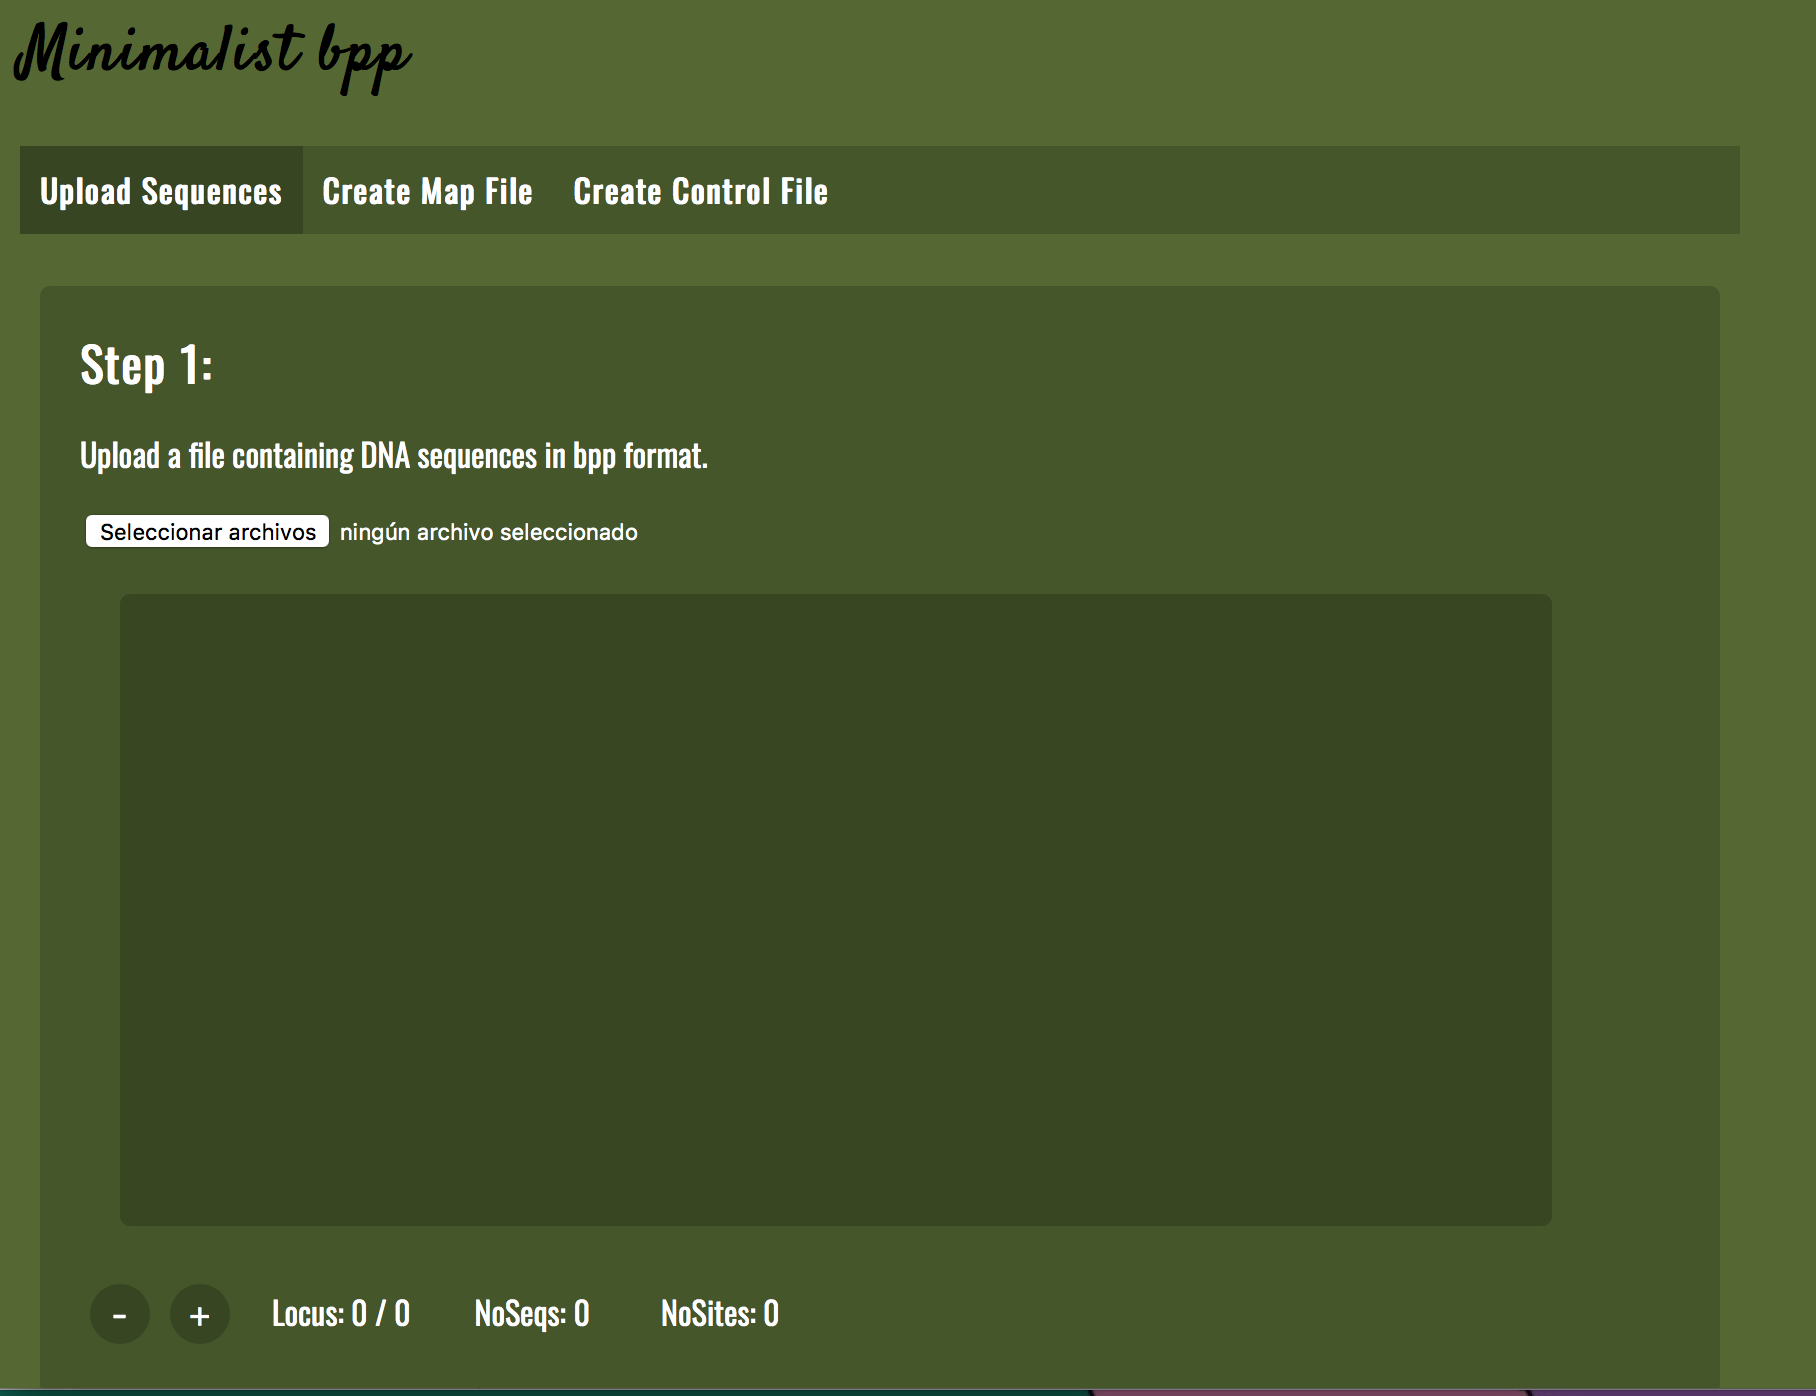 Minimalist bpp
Upload Sequences Create Map File Create Control File
Step 1:
Upload a file containing DNA sequences in bpp format.
Seleccionar archivos ningún archivo seleccionado
- + Locus: 0 / 0 NoSeqs: 0 NoSites: 0